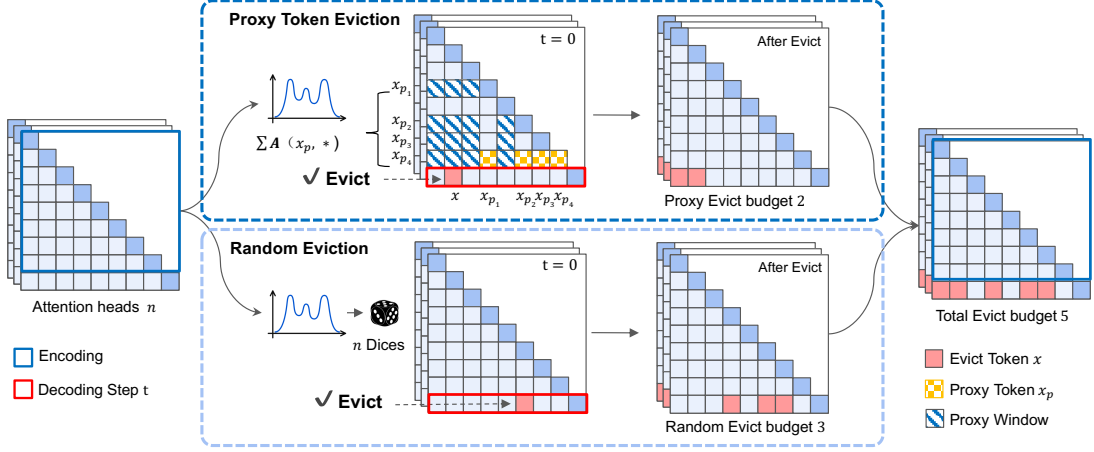 Proxy Token Eviction
t = 0
After Evict
x_{p_1}
x_{p_2}
x_{p_3}
x_{p_4}
∑A (x_p, *)
✓ Evict
x x_{p_1} x_{p_2} x_{p_3} x_{p_4}
Proxy Evict budget 2
Attention heads n
Encoding
Decoding Step t
Random Eviction
t = 0
After Evict
n Dices
✓ Evict
Random Evict budget 3
Total Evict budget 5
Evict Token x
Proxy Token x_p
Proxy Window